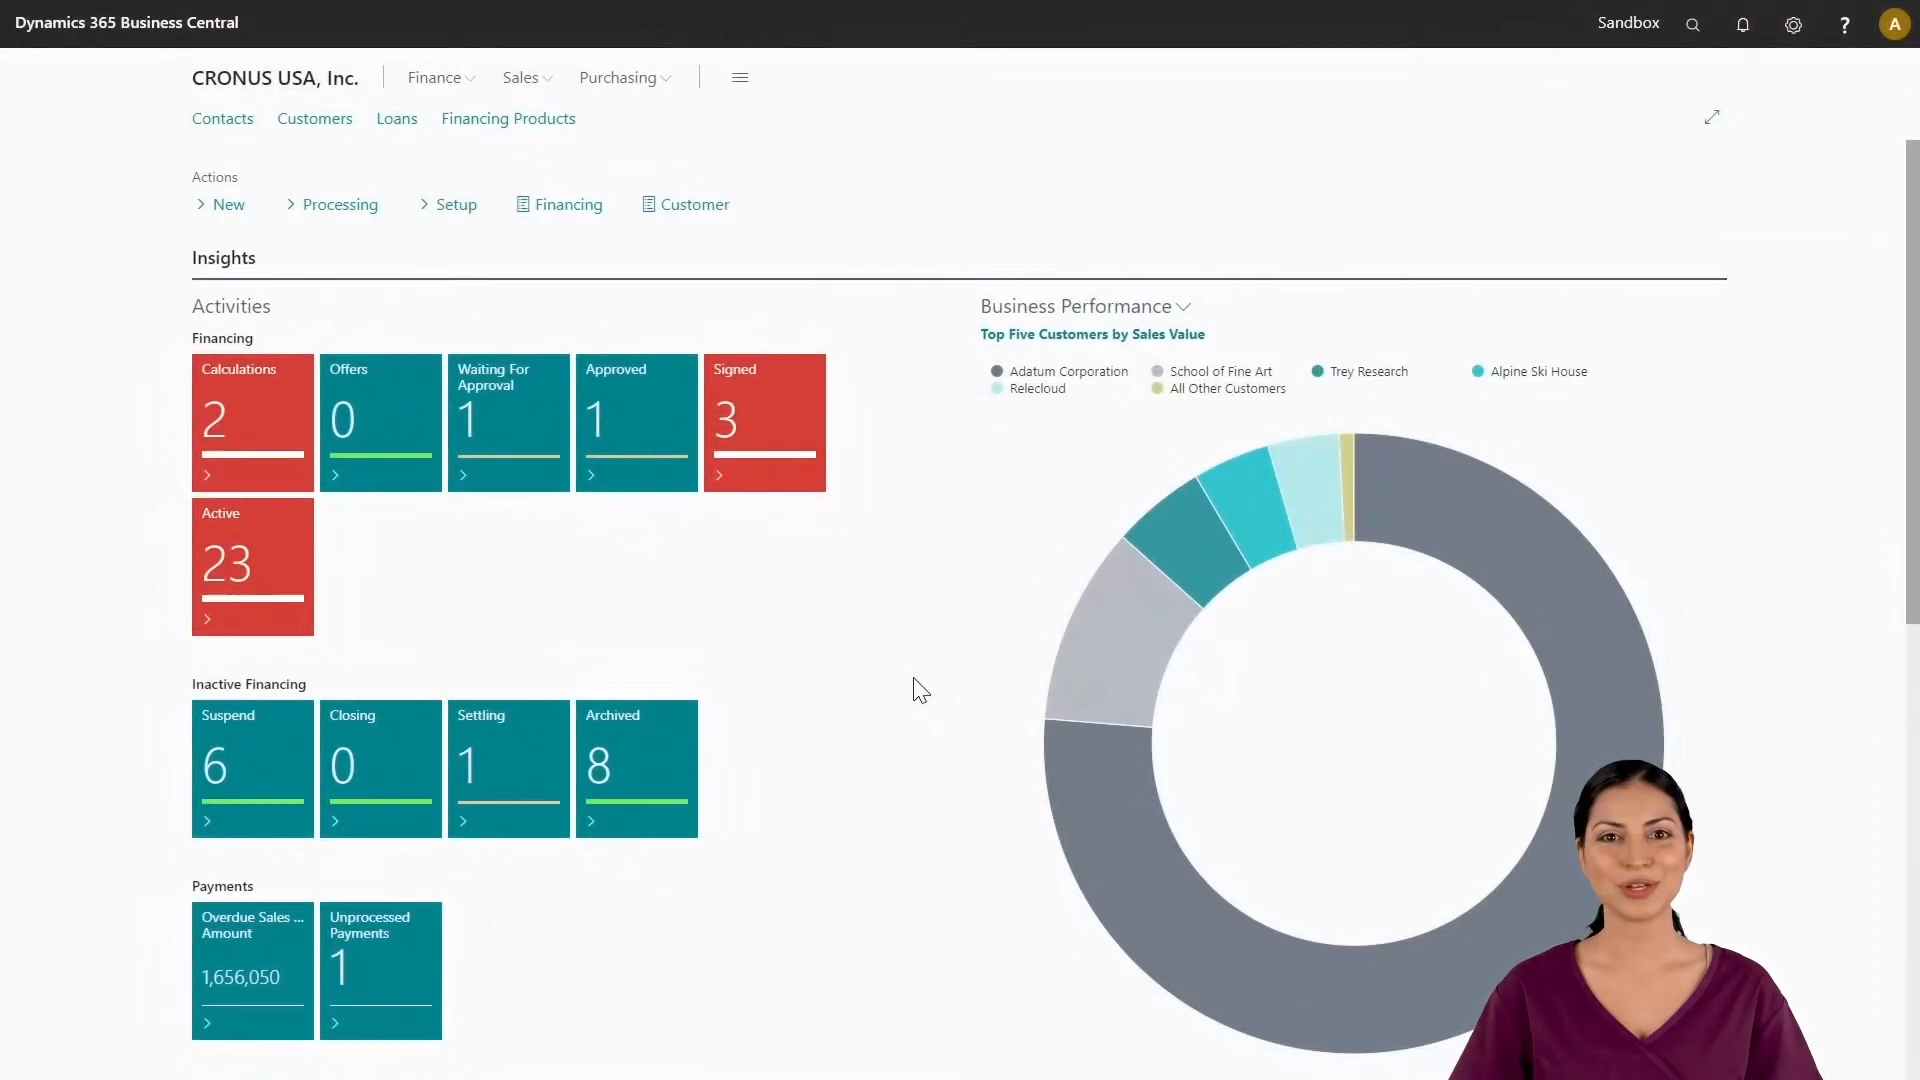 Dynamics 365 Business Central
Sandbox
?
A
CRONUS USA, Inc.
Finance
Sales
Purchasing
Contacts
Customers
Loans
Financing Products
Actions
New
Processing
Setup
Financing
Customer
Insights
Activities
Financing
Calculations
2
Offers
0
Waiting For
Approval
1
Approved
1
Signed
3
Active
23
Inactive Financing
Suspend
6
Closing
0
Settling
1
Archived
8
Payments
Overdue Sales ...
Amount
1,656,050
Unprocessed
Payments
1
Business Performance
Top Five Customers by Sales Value
Adatum Corporation
School of Fine Art
Trey Research
Alpine Ski House
Relecloud
All Other Customers